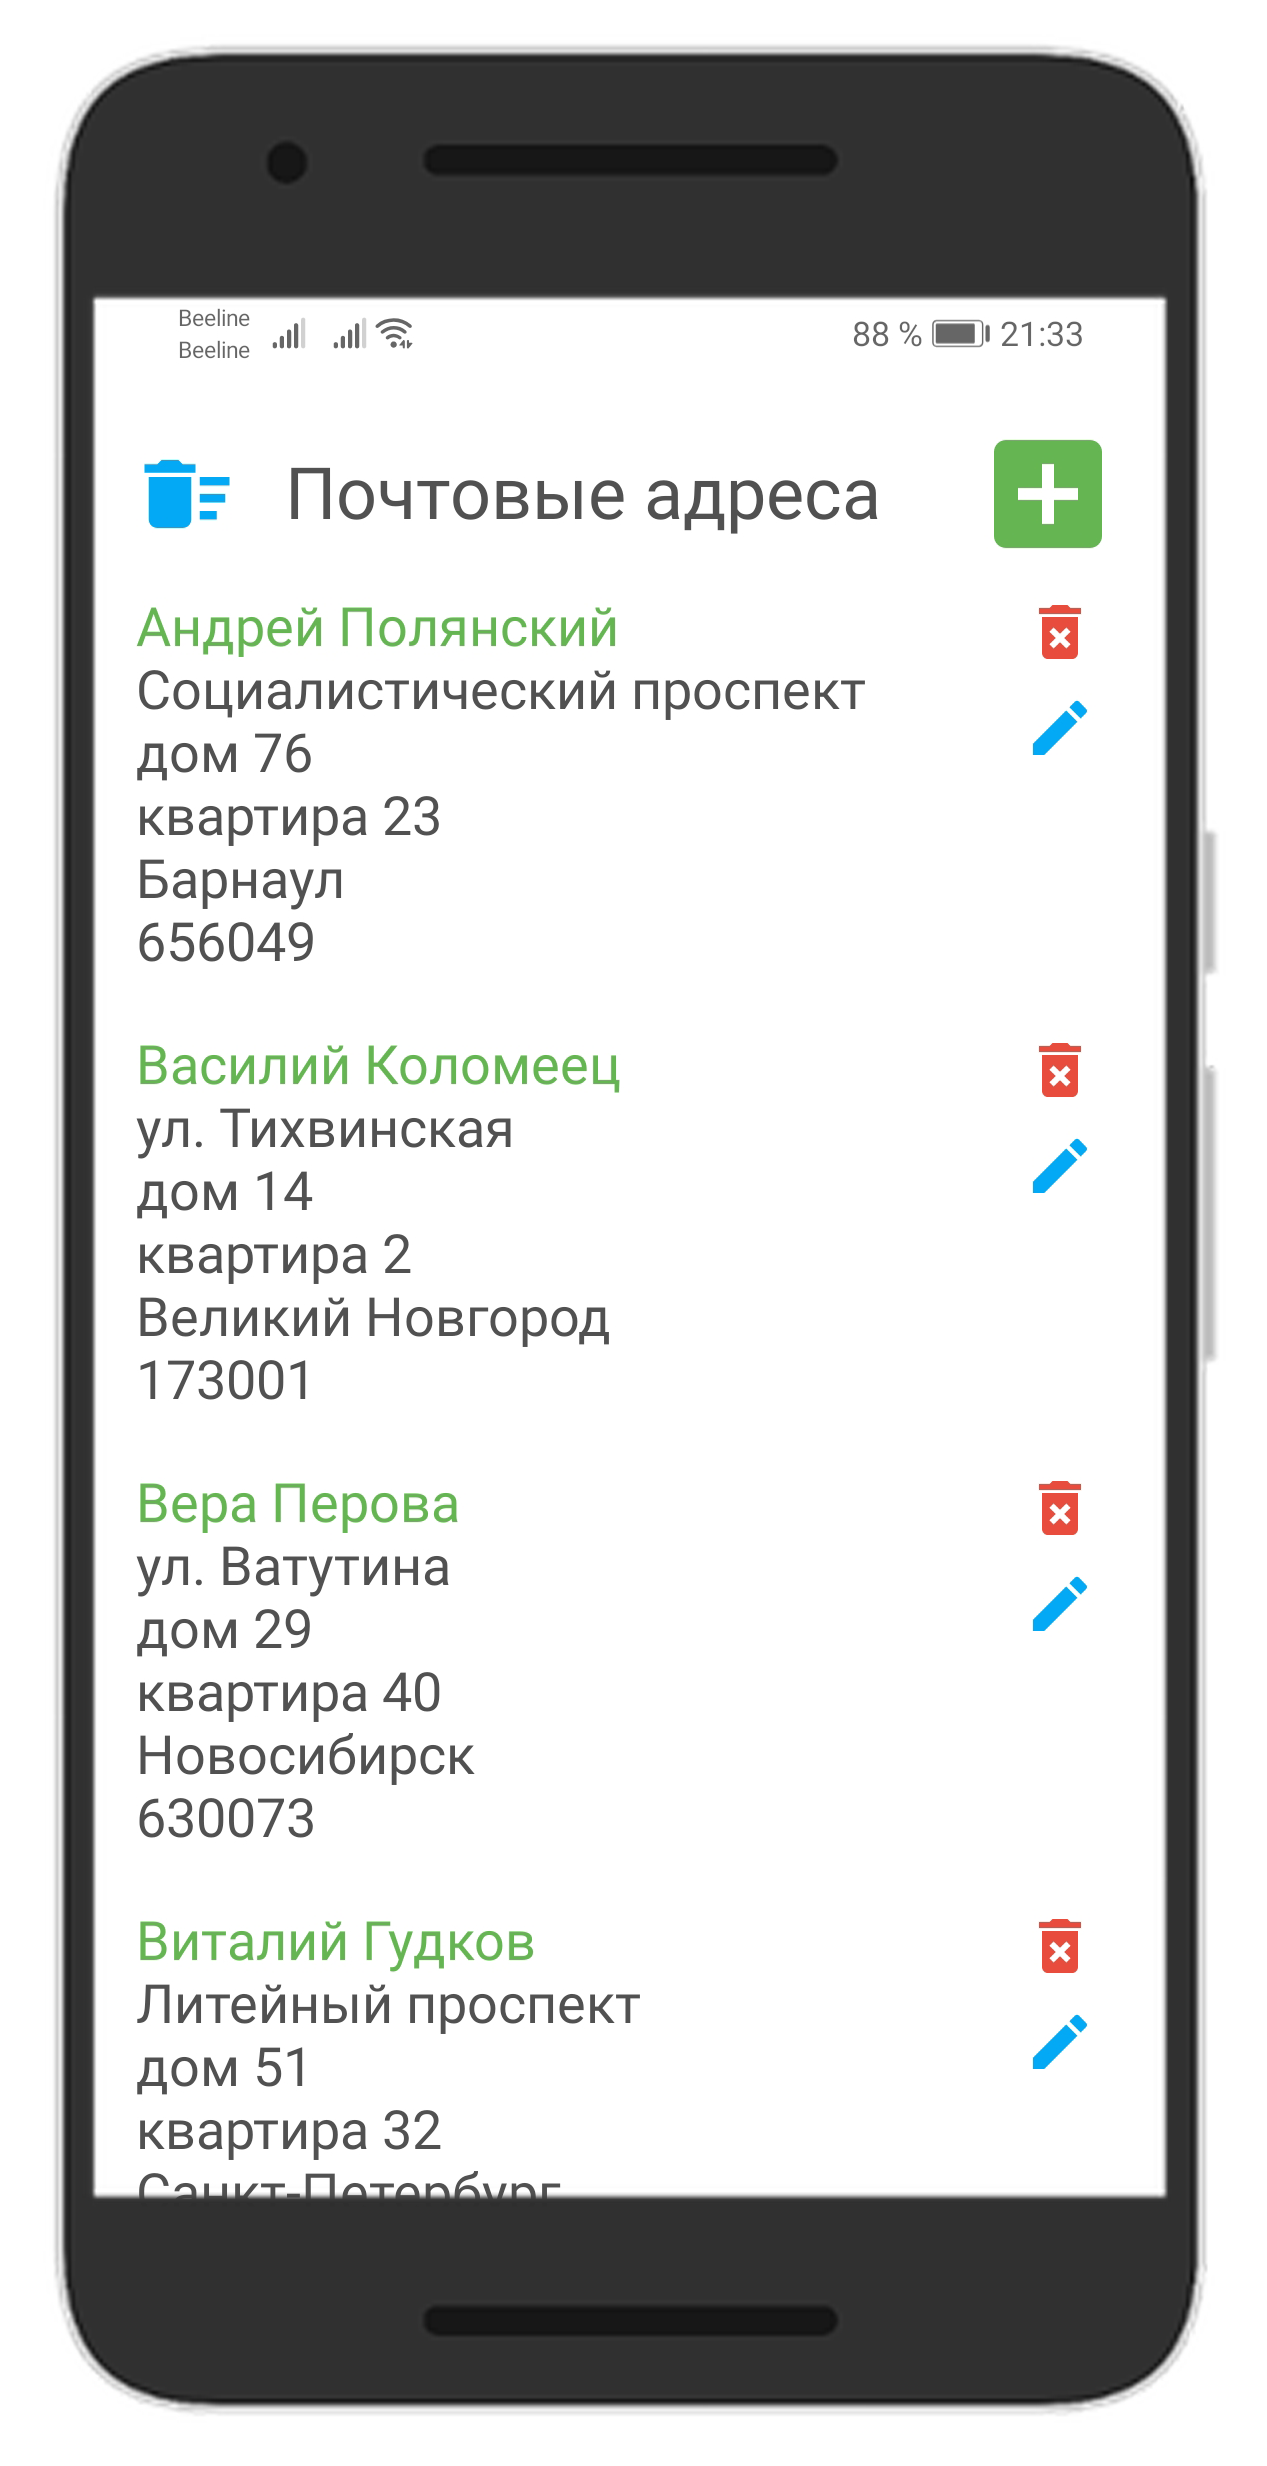 Beeline
Beeline
88 % 21:33
Почтовые адреса
Андрей Полянский
Социалистический проспект
дом 76
квартира 23
Барнаул
656049
Василий Коломеец
ул. Тихвинская
дом 14
квартира 2
Великий Новгород
173001
Вера Перова
ул. Ватутина
дом 29
квартира 40
Новосибирск
630073
Виталий Гудков
Литейный проспект
дом 51
квартира 32
Санкт-Петербург